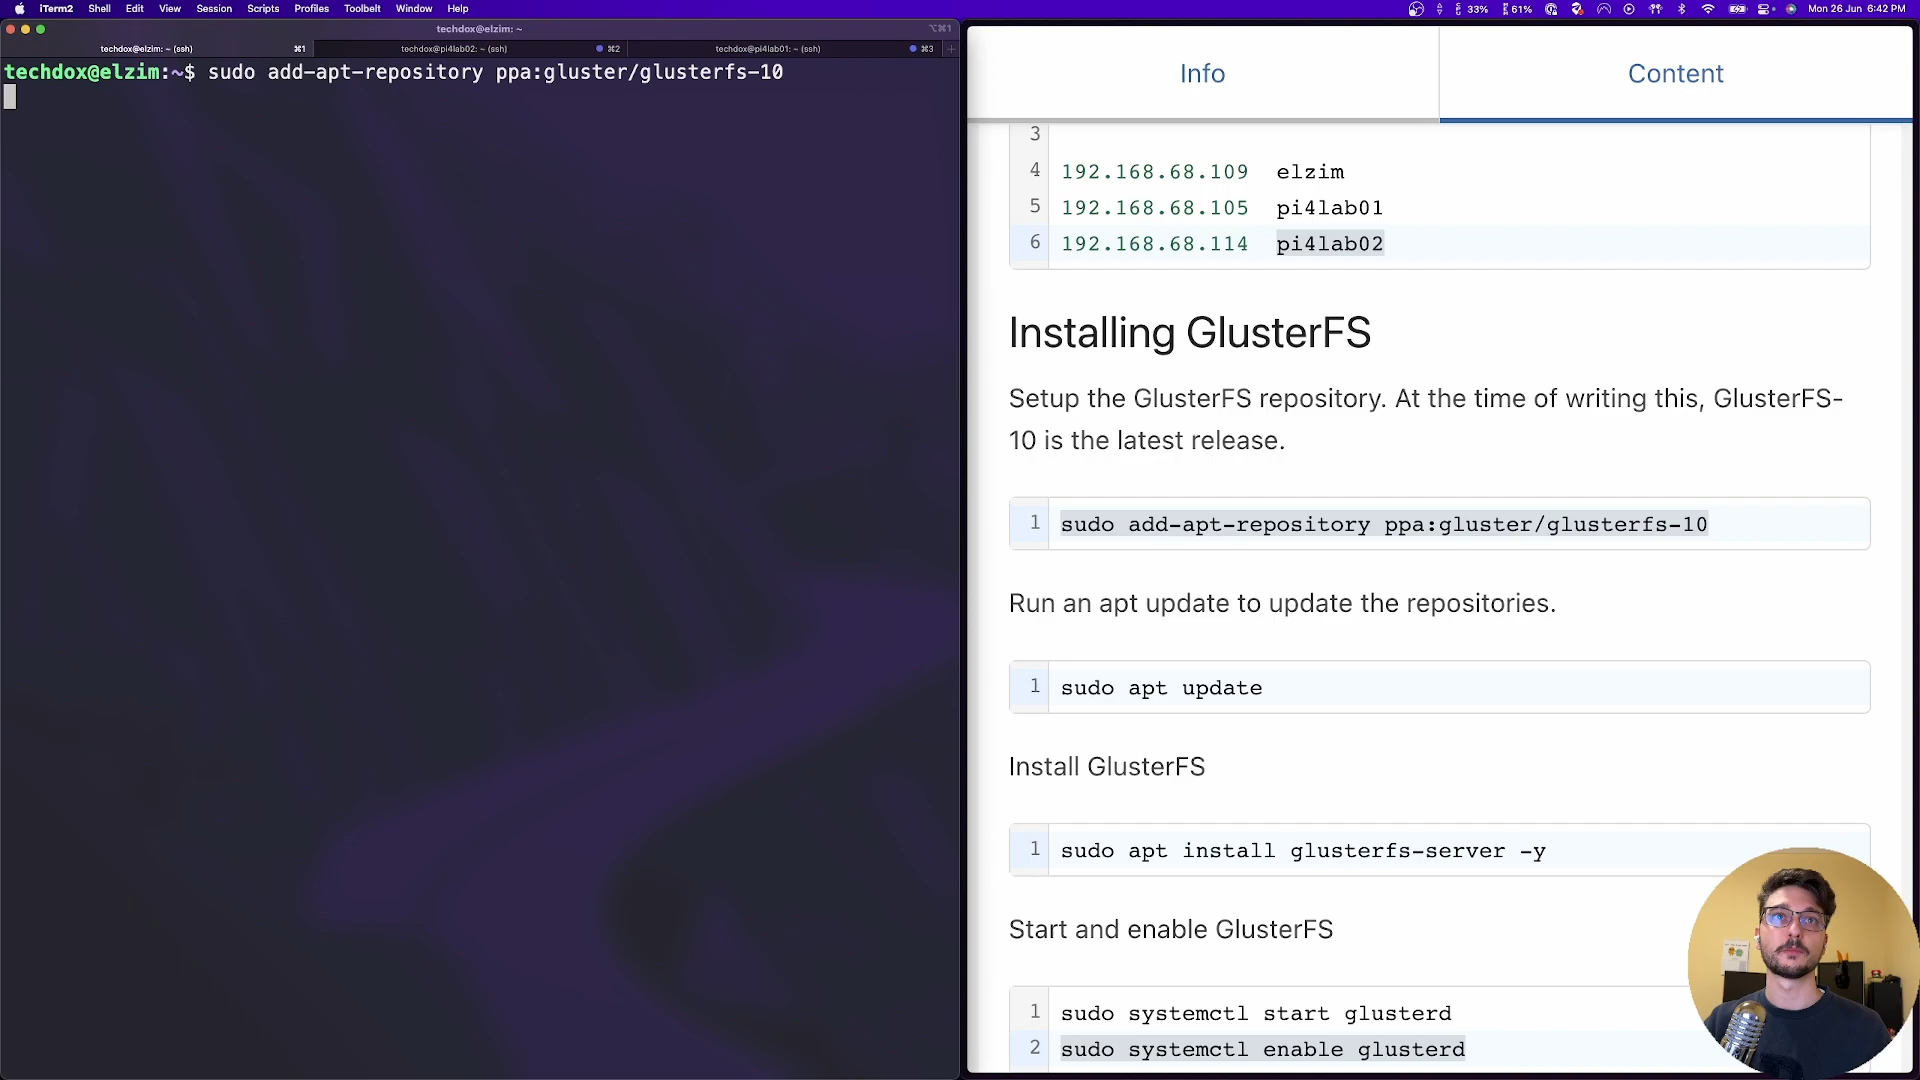 iTerm2 Shell Edit View Session Scripts Profiles Toolbelt Window Help
33% 61% Mon 26 Jun 6:42 PM
techdox@elzim: ~ ⌥⌘1
techdox@elzim: ~ (ssh) ⌘1 techdox@pi4lab02: ~ (ssh) ⌘2 techdox@pi4lab01: ~ (ssh) ⌘3 +
techdox@elzim:~$ sudo add-apt-repository ppa:gluster/glusterfs-10
Info Content
3
4 192.168.68.109 elzim
5 192.168.68.105 pi4lab01
6 192.168.68.114 pi4lab02
Installing GlusterFS
Setup the GlusterFS repository. At the time of writing this, GlusterFS-
10 is the latest release.
1 sudo add-apt-repository ppa:gluster/glusterfs-10
Run an apt update to update the repositories.
1 sudo apt update
Install GlusterFS
1 sudo apt install glusterfs-server -y
Start and enable GlusterFS
1 sudo systemctl start glusterd
2 sudo systemctl enable glusterd